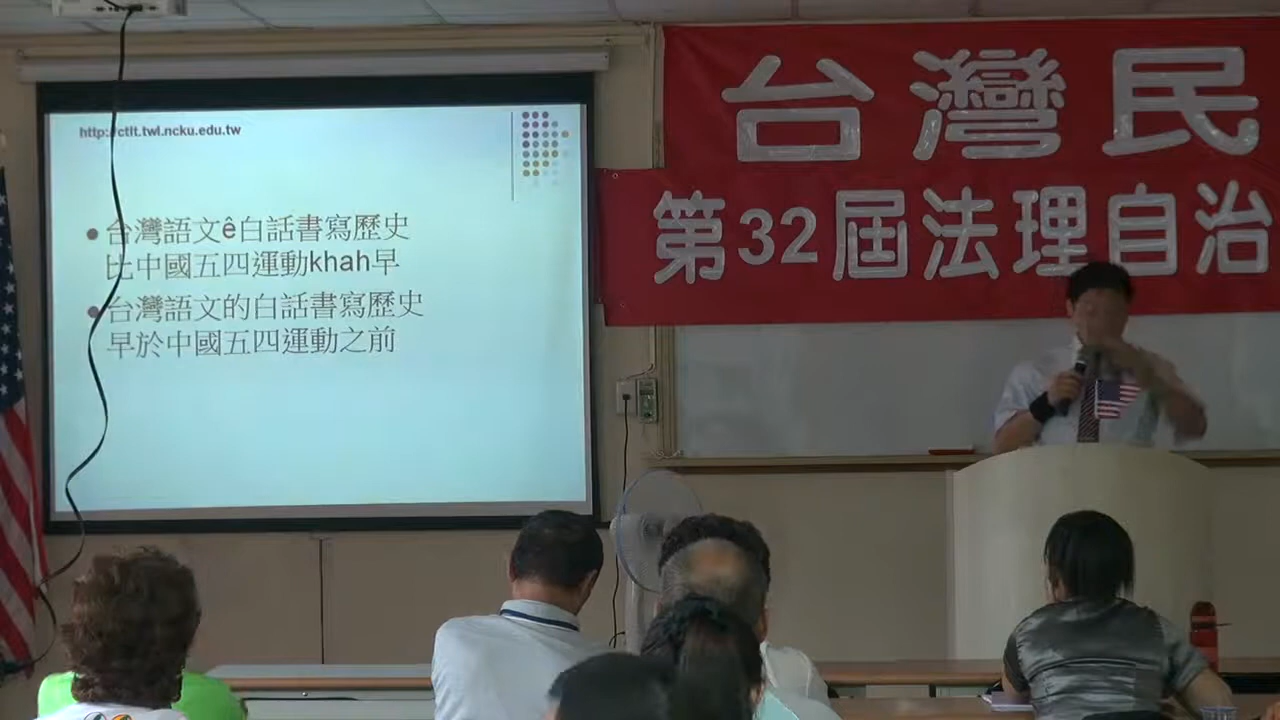 http://ctlt.twl.ncku.edu.tw
台灣語文ê白話書寫歷史
比中國五四運動khah早
台灣語文的白話書寫歷史
早於中國五四運動之前
台灣民
第32屆法理自治